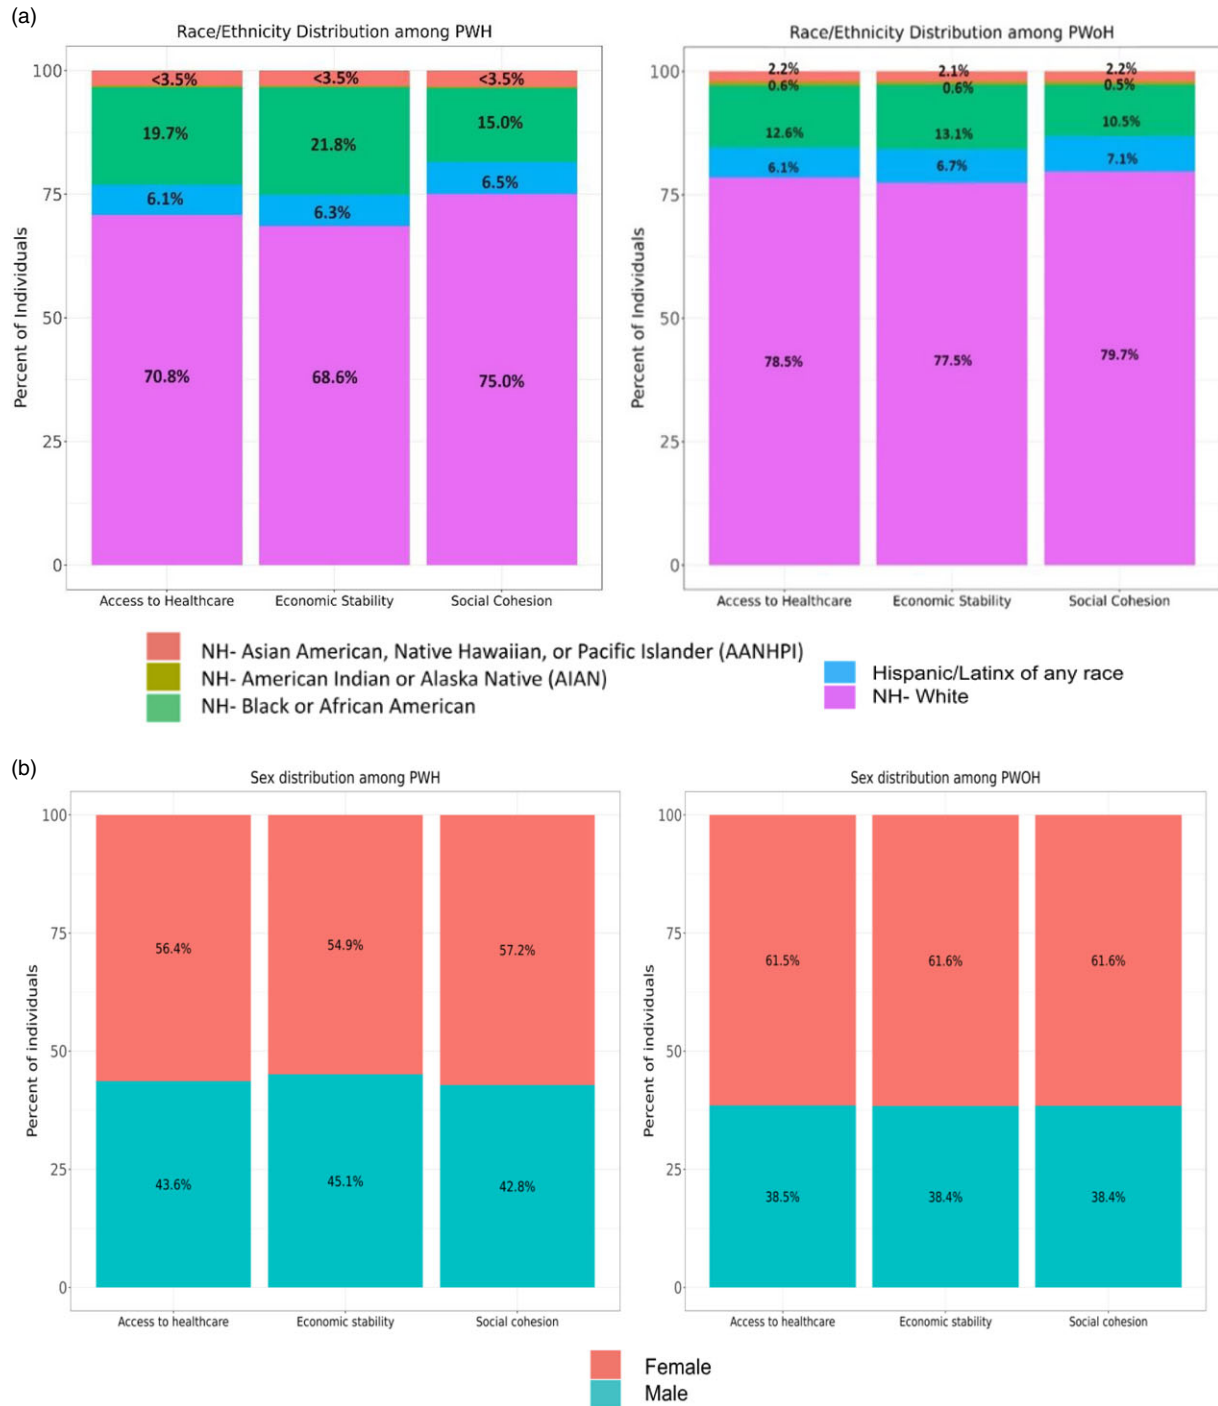 (a)
Race/Ethnicity Distribution among PWH
Percent of Individuals
100
75
50
25
0
<3.5%
<3.5%
<3.5%
19.7%
21.8%
15.0%
6.1%
6.3%
6.5%
70.8%
68.6%
75.0%
Access to Healthcare
Economic Stability
Social Cohesion
Race/Ethnicity Distribution among PWoH
Percent of Individuals
100
75
50
25
0
2.2%
2.1%
2.2%
0.6%
0.6%
0.5%
12.6%
13.1%
10.5%
6.1%
6.7%
7.1%
78.5%
77.5%
79.7%
Access to Healthcare
Economic Stability
Social Cohesion
NH- Asian American, Native Hawaiian, or Pacific Islander (AANHPI)
NH- American Indian or Alaska Native (AIAN)
NH- Black or African American
Hispanic/Latinx of any race
NH- White
(b)
Sex distribution among PWH
Percent of individuals
100
75
50
25
0
56.4%
54.9%
57.2%
43.6%
45.1%
42.8%
Access to healthcare
Economic stability
Social cohesion
Sex distribution among PWOH
Percent of individuals
100
75
50
25
0
61.5%
61.6%
61.6%
38.5%
38.4%
38.4%
Access to healthcare
Economic stability
Social cohesion
Female
Male